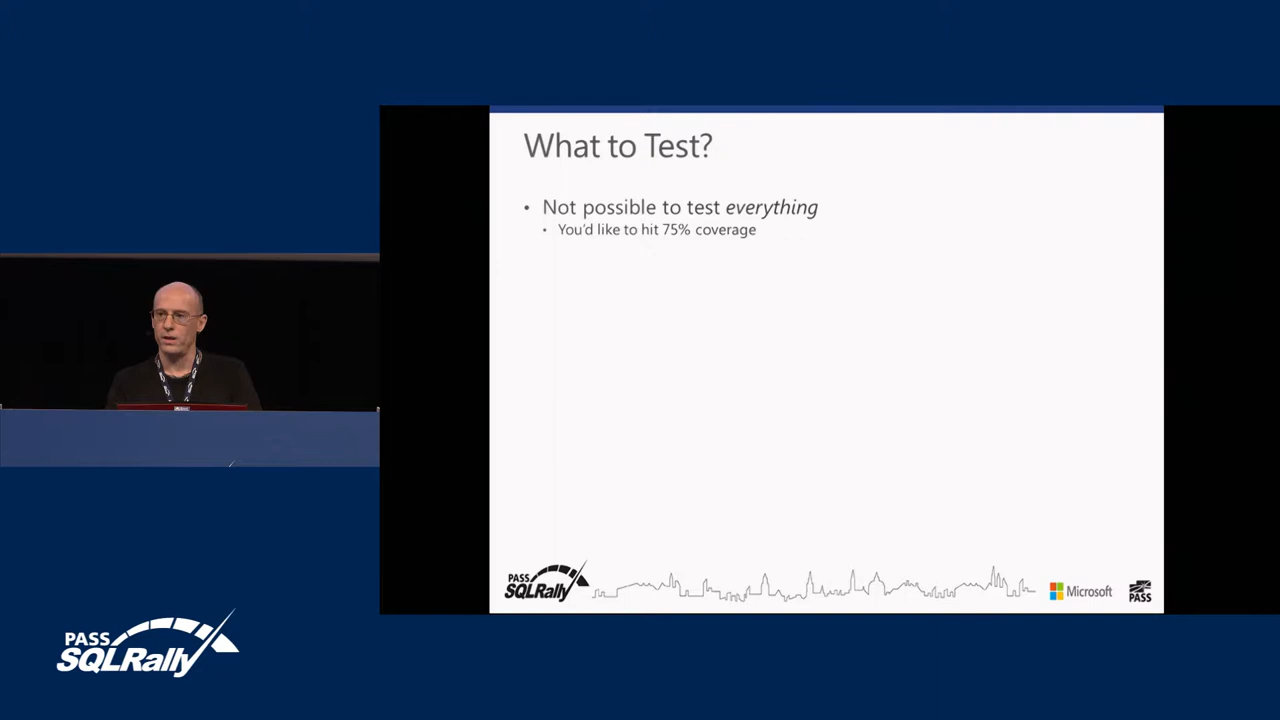 What to Test?
• Not possible to test everything
• You'd like to hit 75% coverage
PASS
SQLRally
Microsoft
PASS
PASS
SQLRally